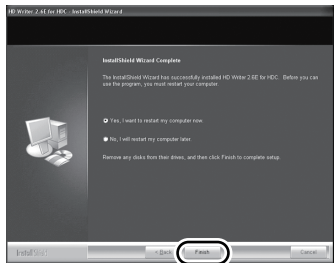 HD Writer 2.6E for HDC - InstallShield Wizard
InstallShield Wizard Complete
The InstallShield Wizard has successfully installed HD Writer 2.6E for HDC. Before you can
use the program, you must restart your computer.
Yes, I want to restart my computer now.
No, I will restart my computer later.
Remove any disks from their drives, and then click Finish to complete setup.
InstallShield
< Back
Finish
Cancel